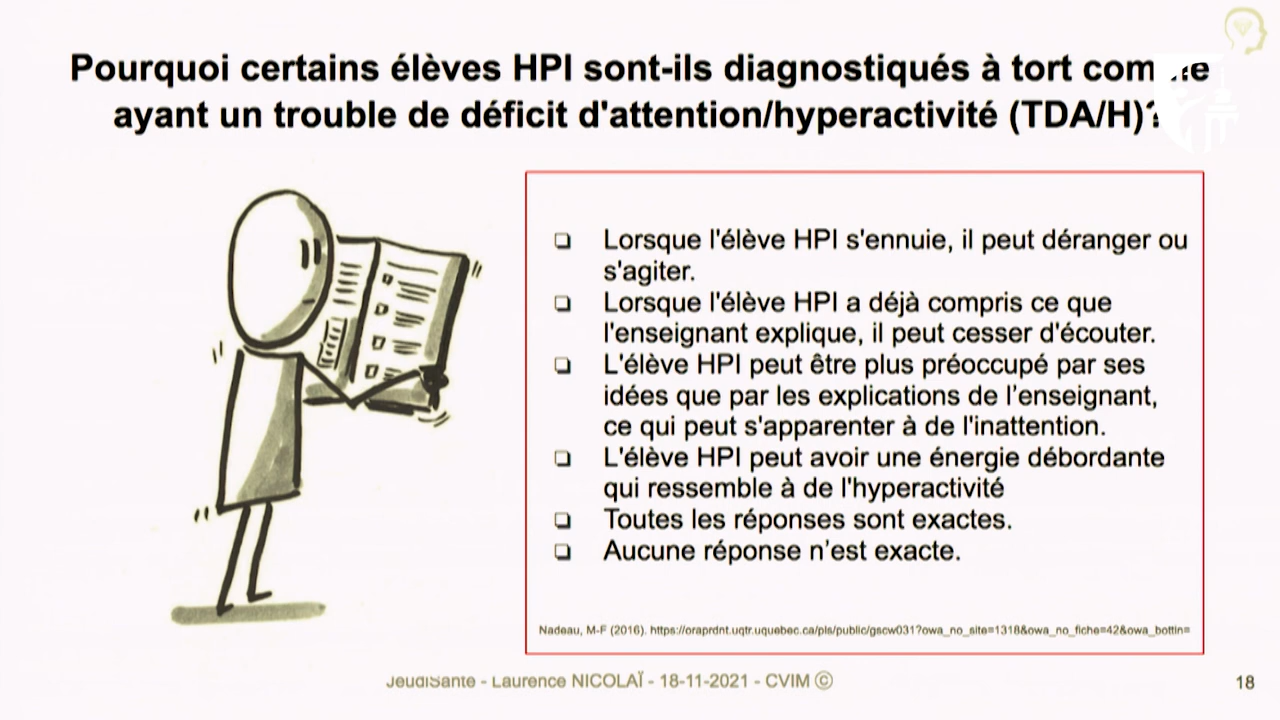 Pourquoi certains élèves HPI sont-ils diagnostiqués à tort comme
ayant un trouble de déficit d'attention/hyperactivité (TDA/H)?
❏ Lorsque l'élève HPI s'ennuie, il peut déranger ou
s'agiter.
❏ Lorsque l'élève HPI a déjà compris ce que
l'enseignant explique, il peut cesser d'écouter.
❏ L'élève HPI peut être plus préoccupé par ses
idées que par les explications de l’enseignant,
ce qui peut s'apparenter à de l'inattention.
❏ L'élève HPI peut avoir une énergie débordante
qui ressemble à de l'hyperactivité
❏ Toutes les réponses sont exactes.
❏ Aucune réponse n’est exacte.
Nadeau, M-F (2016). https://oraprdnt.uqtr.uquebec.ca/pls/public/gscw031?owa_no_site=1318&owa_no_fiche=42&owa_bottin=
JeudiSanté - Laurence NICOLAÏ - 18-11-2021 - CVIM ©
18